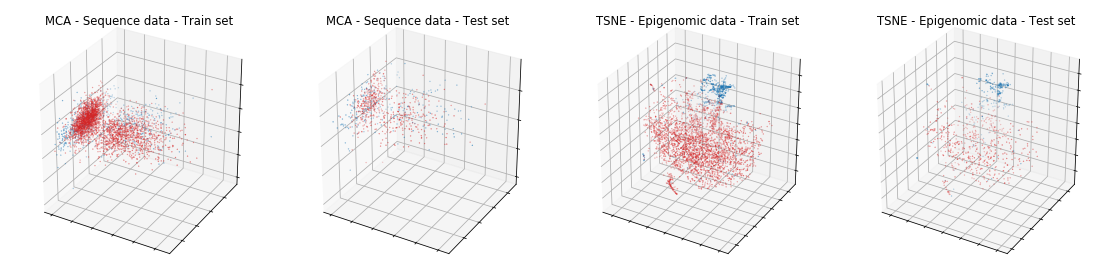 MCA - Sequence data - Train set
MCA - Sequence data - Test set
TSNE - Epigenomic data - Train set
TSNE - Epigenomic data - Test set